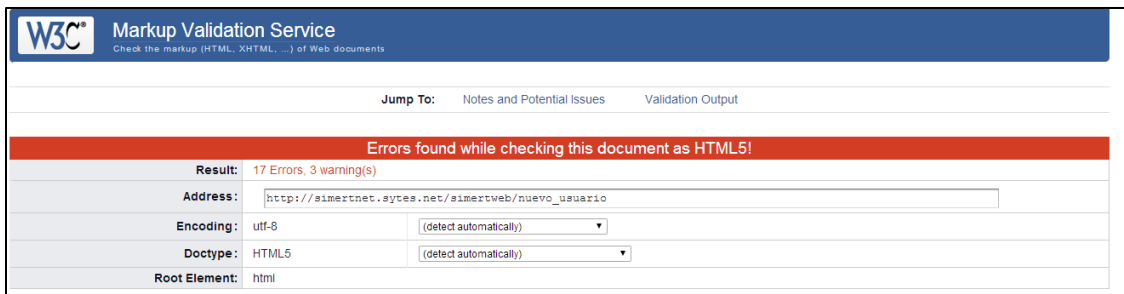 W3C® Markup Validation Service
Check the markup (HTML, XHTML, ...) of Web documents
Jump To: Notes and Potential Issues Validation Output
Errors found while checking this document as HTML5!
Result: 17 Errors, 3 warning(s)
Address: http://simertnet.sytes.net/simertweb/nuevo_usuario
Encoding: utf-8 (detect automatically)
Doctype: HTML5 (detect automatically)
Root Element: html